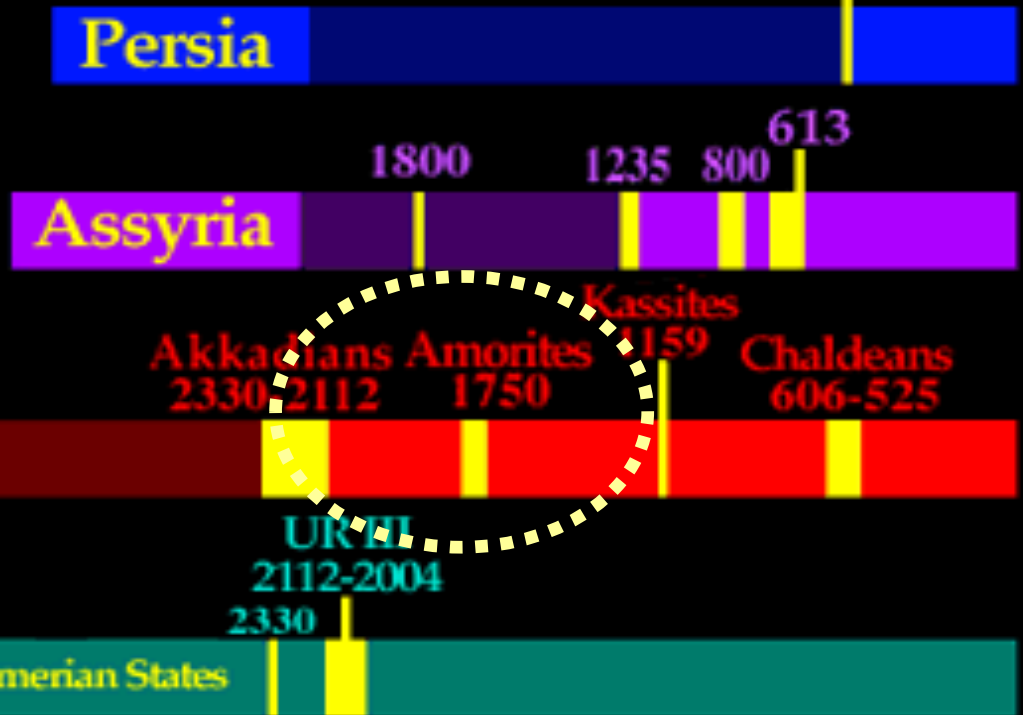 Persia
613
1800 1235 800
Assyria
Kassites
1159
Akkadians Amorites Chaldeans
2330-2112 1750 606-525
UR III
2112-2004
2330
merian States